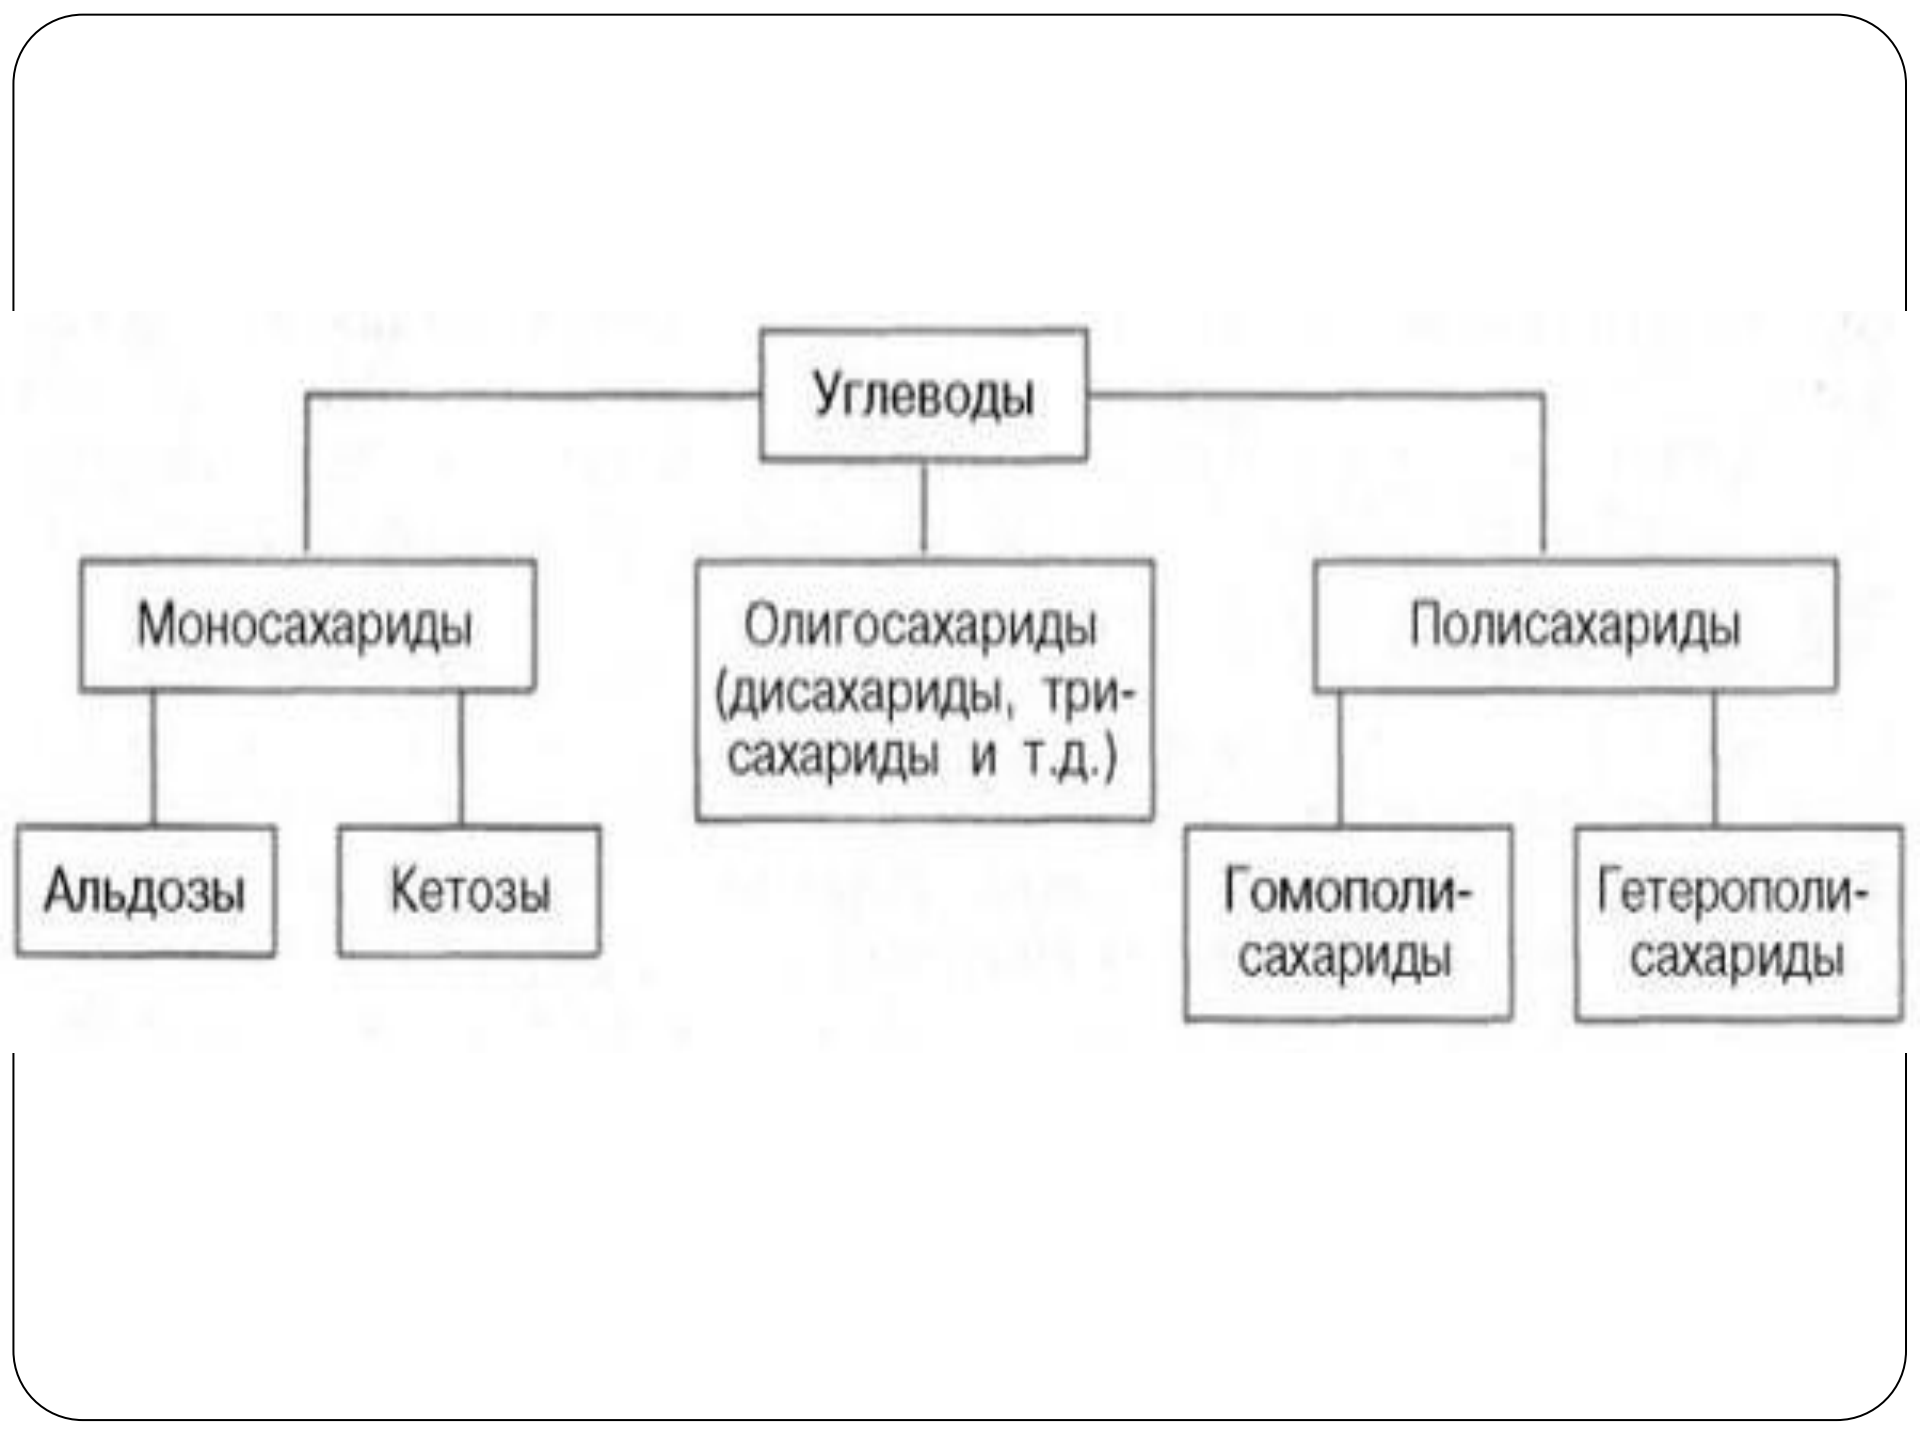 Углеводы
Моносахариды
Олигосахариды
(дисахариды, три-
сахариды и т.д.)
Полисахариды
Альдозы
Кетозы
Гомополи-
сахариды
Гетерополи-
сахариды